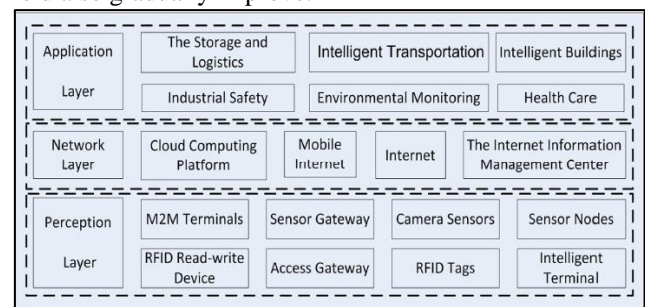 Application
Layer
The Storage and
Logistics
Intelligent Transportation
Intelligent Buildings
Industrial Safety
Environmental Monitoring
Health Care
Network
Layer
Cloud Computing
Platform
Mobile
Internet
Internet
The Internet Information
Management Center
Perception
Layer
M2M Terminals
Sensor Gateway
Camera Sensors
Sensor Nodes
RFID Read-write
Device
Access Gateway
RFID Tags
Intelligent
Terminal